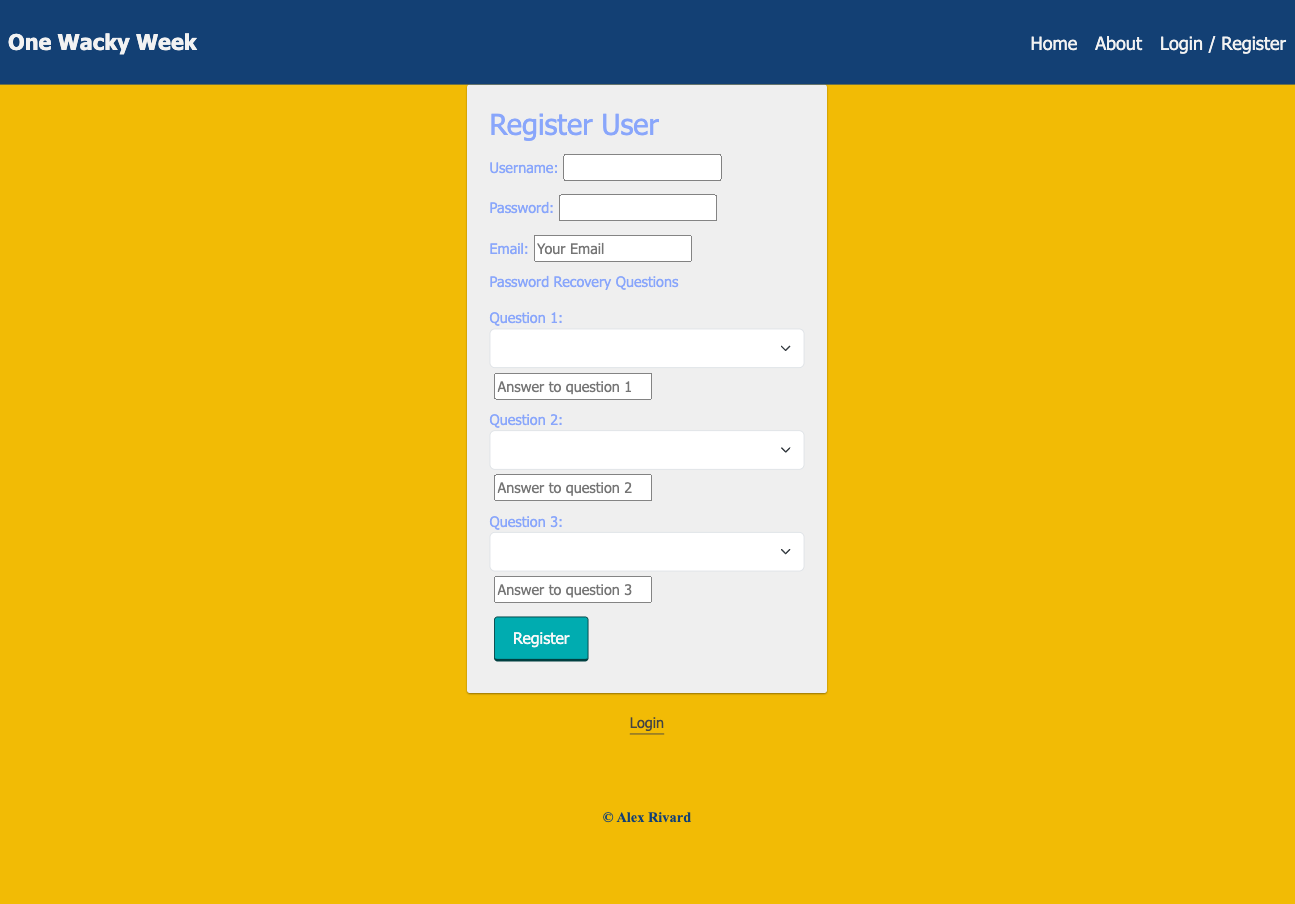 One Wacky Week
Home About Login / Register
Register User
Username:
Password:
Email: Your Email
Password Recovery Questions
Question 1:
Answer to question 1
Question 2:
Answer to question 2
Question 3:
Answer to question 3
Register
Login
© Alex Rivard